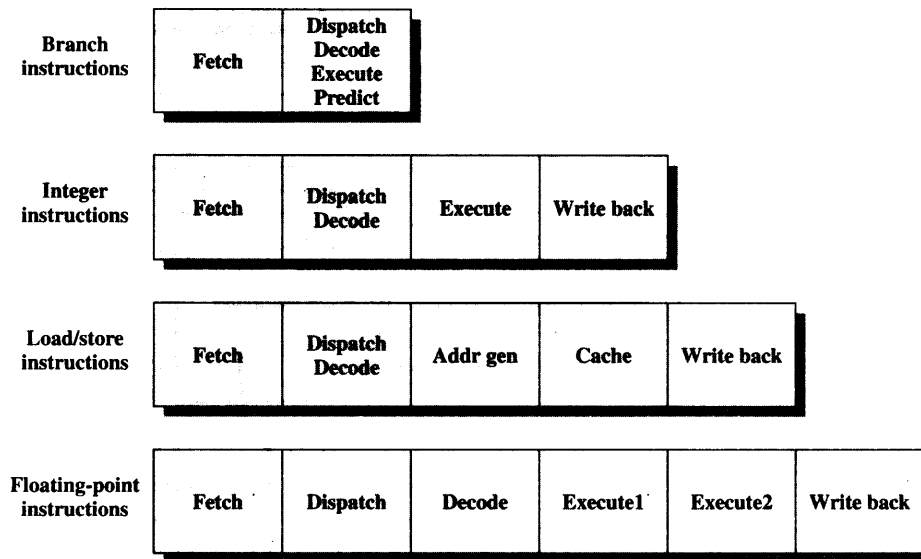 Branch
instructions
Fetch
Dispatch
Decode
Execute
Predict
Integer
instructions
Fetch
Dispatch
Decode
Execute
Write back
Load/store
instructions
Fetch
Dispatch
Decode
Addr gen
Cache
Write back
Floating-point
instructions
Fetch
Dispatch
Decode
Execute1
Execute2
Write back